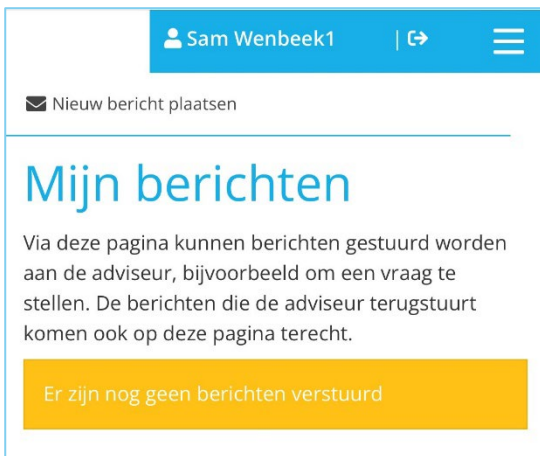 Sam Wenbeek1 |
Nieuw bericht plaatsen
Mijn berichten
Via deze pagina kunnen berichten gestuurd worden
aan de adviseur, bijvoorbeeld om een vraag te
stellen. De berichten die de adviseur terugstuurt
komen ook op deze pagina terecht.
Er zijn nog geen berichten verstuurd